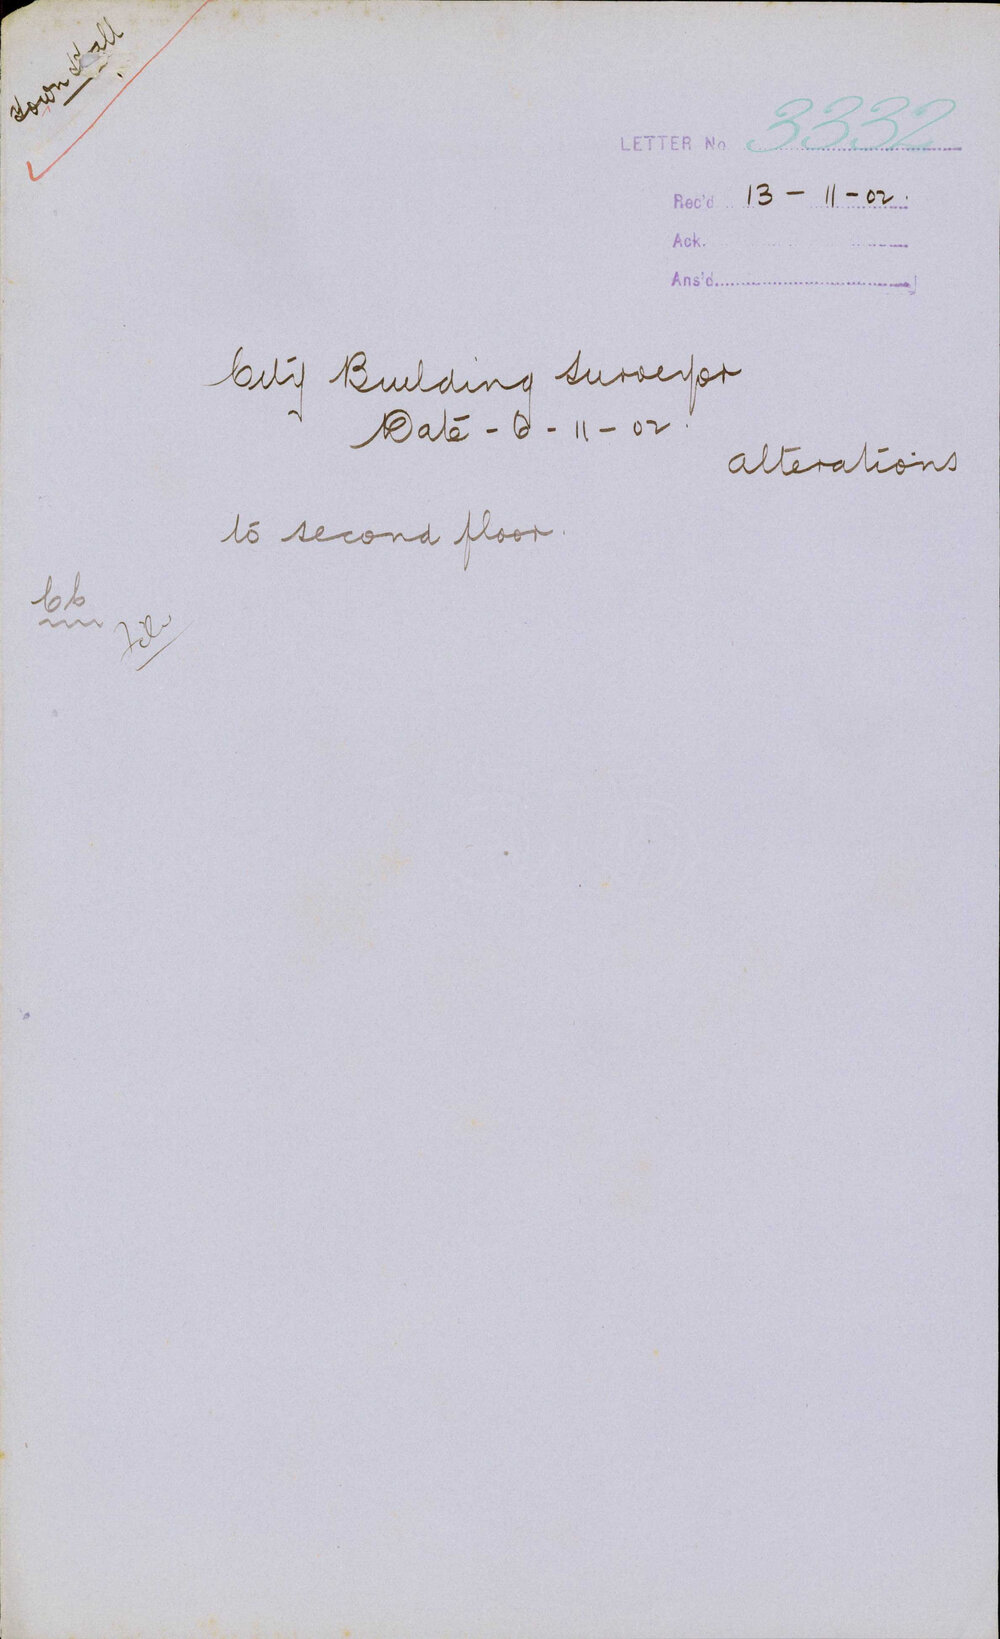 Town Hall
LETTER No 3332
Rec'd 13 - 11 - 02.
Ack.
Ans'd
City Building Surveyor
Date - 6 - 11 - 02.
alterations
to second floor.
File